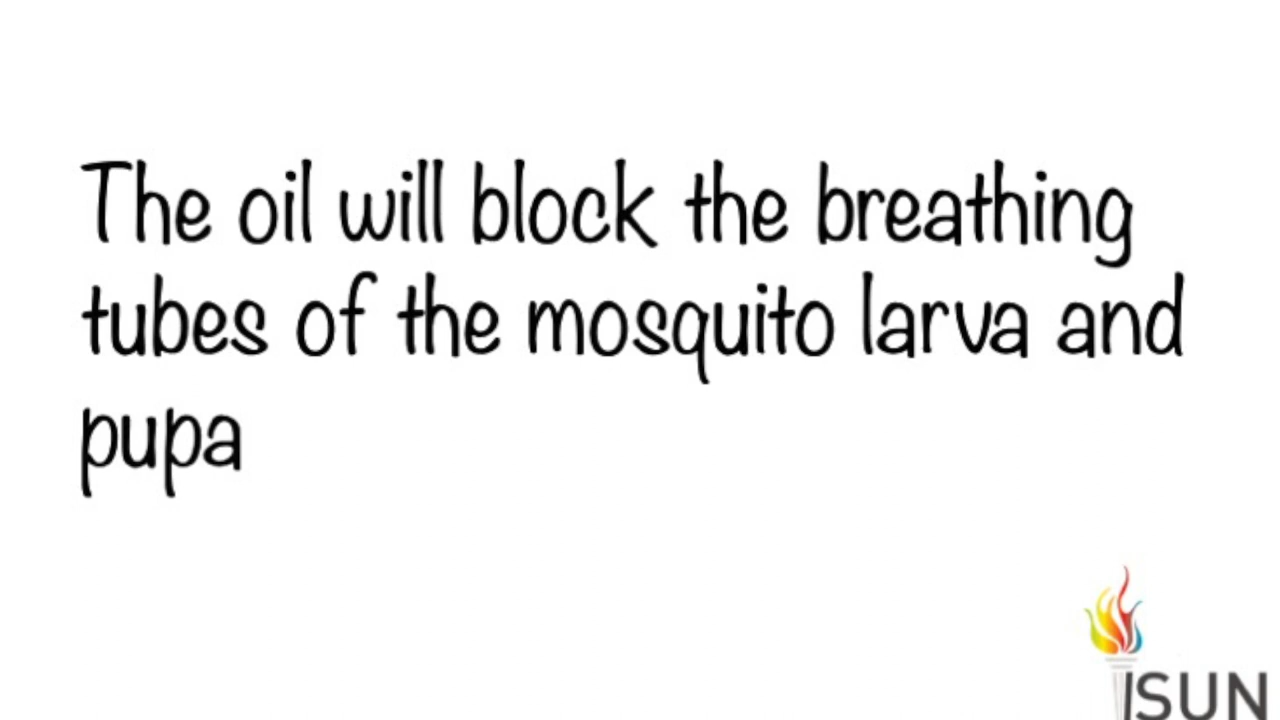 The oil will block the breathing
tubes of the mosquito larva and
pupa
ISUN